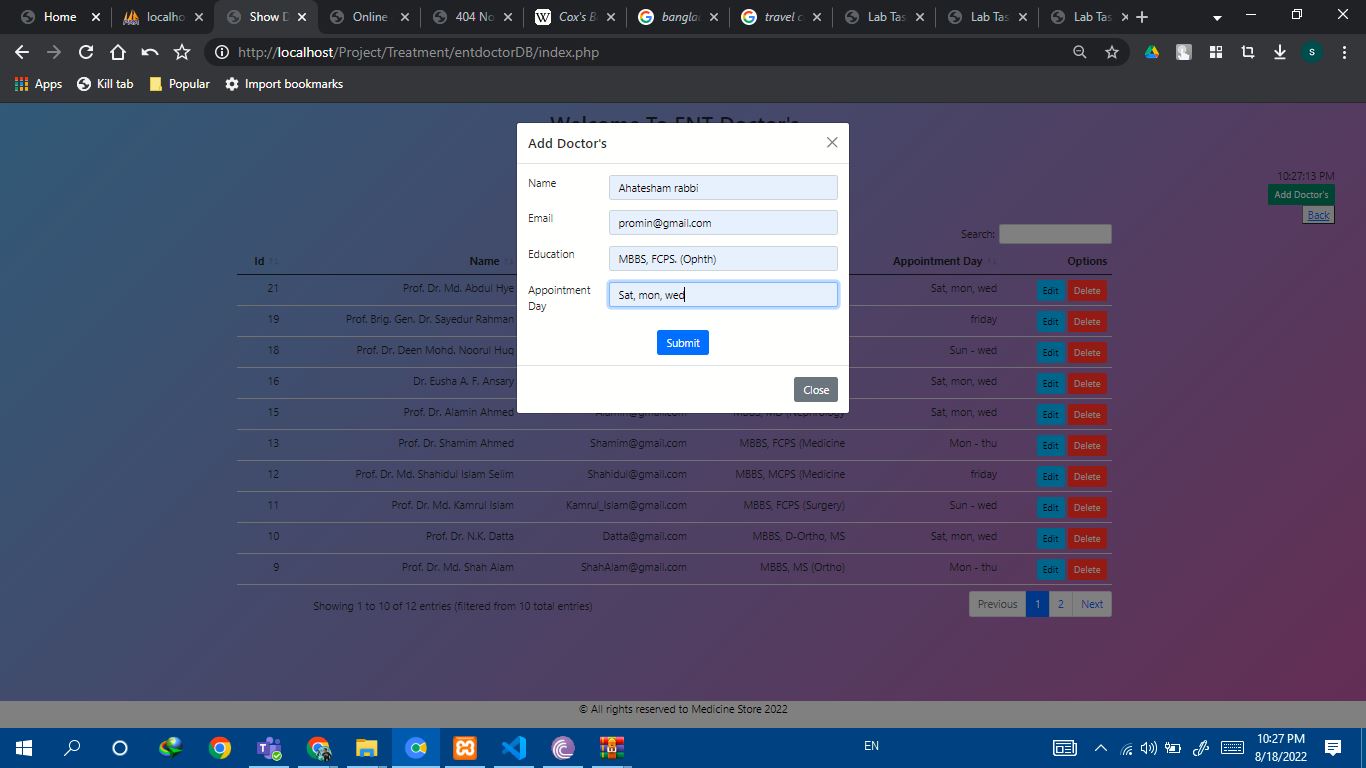 Home
localho
Show D
Online
404 No
Cox's B
bangla
travel c
Lab Tas
Lab Tas
Lab Tas
http://localhost/Project/Treatment/entdoctorDB/index.php
s
Apps Kill tab Popular Import bookmarks
Welcome To ENT Doctor's
Add Doctor's
Name Ahatesham rabbi
Email promin@gmail.com
Education MBBS, FCPS. (Ophth)
Appointment Day Sat, mon, wed
Submit
Close
10:27:13 PM
Add Doctor's
Back
Search:
Id Name Appointment Day Options
21 Prof. Dr. Md. Abdul Hye Sat, mon, wed Edit Delete
19 Prof. Brig. Gen. Dr. Sayedur Rahman friday Edit Delete
18 Prof. Dr. Deen Mohd. Noorul Huq Sun - wed Edit Delete
16 Dr. Eusha A. F. Ansary Sat, mon, wed Edit Delete
15 Prof. Dr. Alamin Ahmed Alamin@gmail.com MBBS, MD (Nephrology Sat, mon, wed Edit Delete
13 Prof. Dr. Shamim Ahmed Shamim@gmail.com MBBS, FCPS (Medicine Mon - thu Edit Delete
12 Prof. Dr. Md. Shahidul Islam Selim Shahidul@gmail.com MBBS, MCPS (Medicine friday Edit Delete
11 Prof. Dr. Md. Kamrul Islam Kamrul_Islam@gmail.com MBBS, FCPS (Surgery) Sun - wed Edit Delete
10 Prof. Dr. N.K. Datta Datta@gmail.com MBBS, D-Ortho, MS Sat, mon, wed Edit Delete
9 Prof. Dr. Md. Shah Alam ShahAlam@gmail.com MBBS, MS (Ortho) Mon - thu Edit Delete
Showing 1 to 10 of 12 entries (filtered from 10 total entries)
Previous 1 2 Next
© All rights reserved to Medicine Store 2022
EN
10:27 PM
8/18/2022